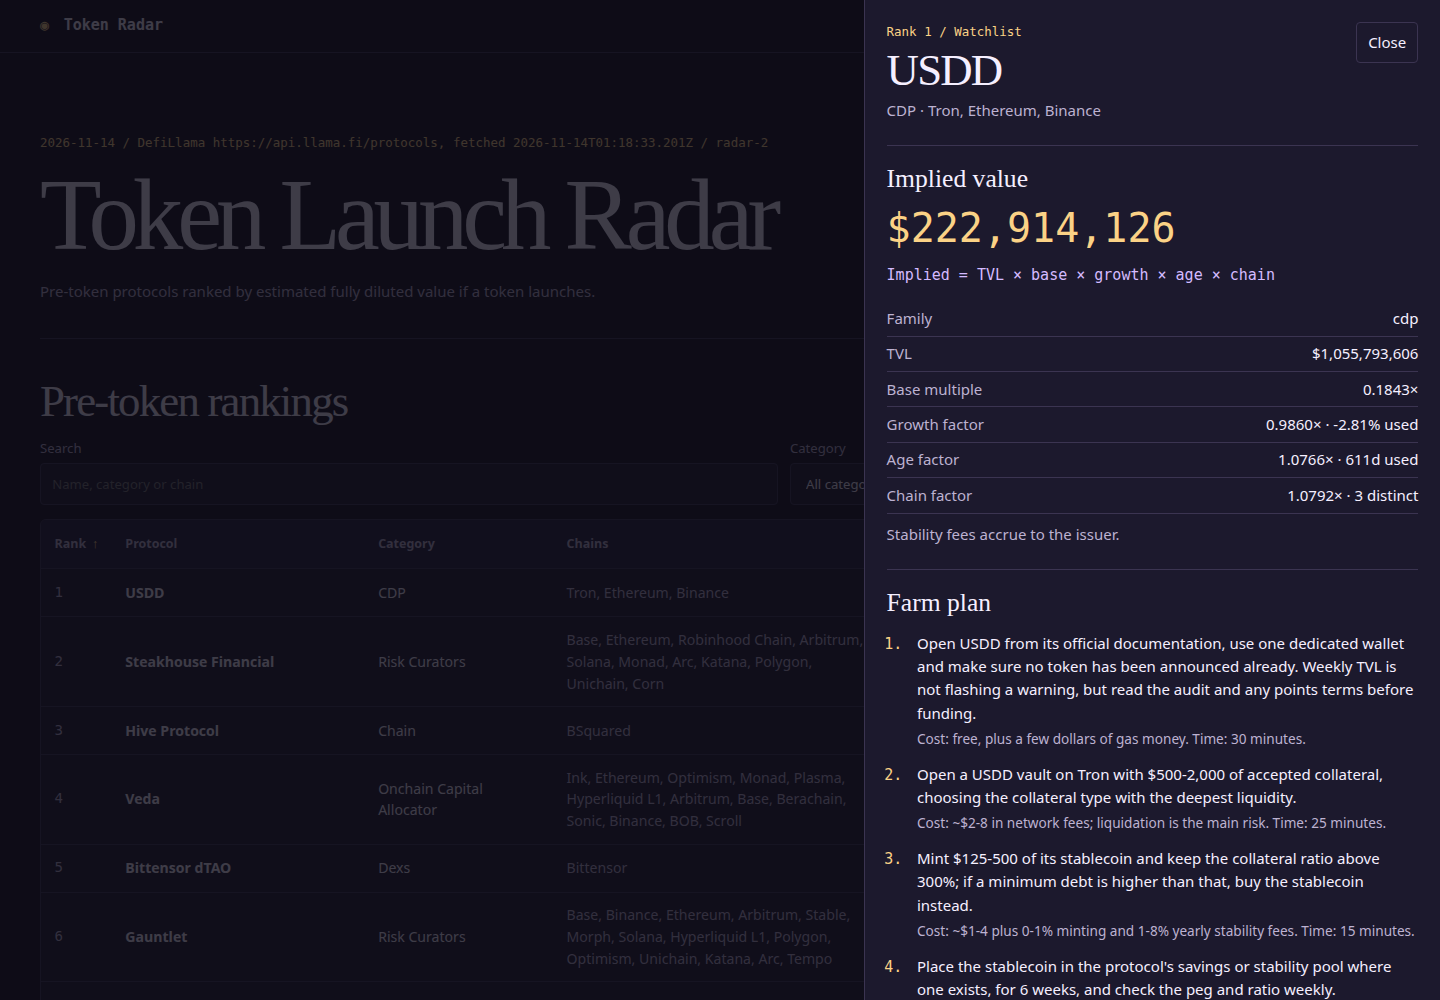 ◉ Token Radar
2026-11-14 / DefiLlama https://api.llama.fi/protocols, fetched 2026-11-14T01:18:33.201Z / radar-2
Token Launch Radar
Pre-token protocols ranked by estimated fully diluted value if a token launches.
Pre-token rankings
Search
Category
Name, category or chain
All catego
Rank ↑ Protocol Category Chains
1 USDD CDP Tron, Ethereum, Binance
2 Steakhouse Financial Risk Curators Base, Ethereum, Robinhood Chain, Arbitrum,
Solana, Monad, Arc, Katana, Polygon,
Unichain, Corn
3 Hive Protocol Chain BSquared
4 Veda Onchain Capital Allocator Ink, Ethereum, Optimism, Monad, Plasma,
Hyperliquid L1, Arbitrum, Base, Berachain,
Sonic, Binance, BOB, Scroll
5 Bittensor dTAO Dexs Bittensor
6 Gauntlet Risk Curators Base, Binance, Ethereum, Arbitrum, Stable,
Morph, Solana, Hyperliquid L1, Polygon,
Optimism, Unichain, Katana, Arc, Tempo
Rank 1 / Watchlist
Close
USDD
CDP · Tron, Ethereum, Binance
Implied value
$222,914,126
Implied = TVL × base × growth × age × chain
Family cdp
TVL $1,055,793,606
Base multiple 0.1843×
Growth factor 0.9860× · -2.81% used
Age factor 1.0766× · 611d used
Chain factor 1.0792× · 3 distinct
Stability fees accrue to the issuer.
Farm plan
1. Open USDD from its official documentation, use one dedicated wallet
and make sure no token has been announced already. Weekly TVL is
not flashing a warning, but read the audit and any points terms before
funding.
Cost: free, plus a few dollars of gas money. Time: 30 minutes.
2. Open a USDD vault on Tron with $500-2,000 of accepted collateral,
choosing the collateral type with the deepest liquidity.
Cost: ~$2-8 in network fees; liquidation is the main risk. Time: 25 minutes.
3. Mint $125-500 of its stablecoin and keep the collateral ratio above
300%; if a minimum debt is higher than that, buy the stablecoin
instead.
Cost: ~$1-4 plus 0-1% minting and 1-8% yearly stability fees. Time: 15 minutes.
4. Place the stablecoin in the protocol's savings or stability pool where
one exists, for 6 weeks, and check the peg and ratio weekly.